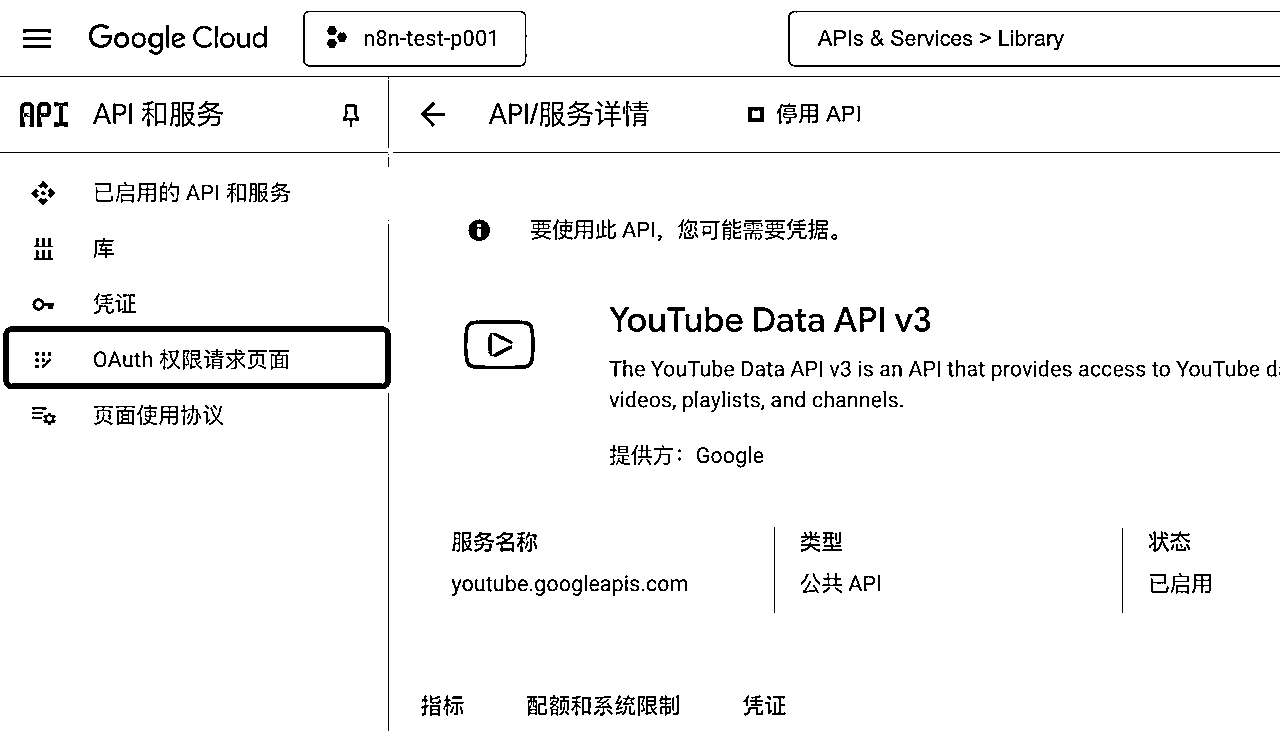 Google Cloud
n8n-test-p001
APIs & Services > Library
API
API 和服务
API/服务详情
停用 API
已启用的 API 和服务
库
凭证
OAuth 权限请求页面
页面使用协议
要使用此 API，您可能需要凭据。
YouTube Data API v3
The YouTube Data API v3 is an API that provides access to YouTube
videos, playlists, and channels.
提供方：Google
服务名称
类型
状态
youtube.googleapis.com
公共 API
已启用
指标
配额和系统限制
凭证